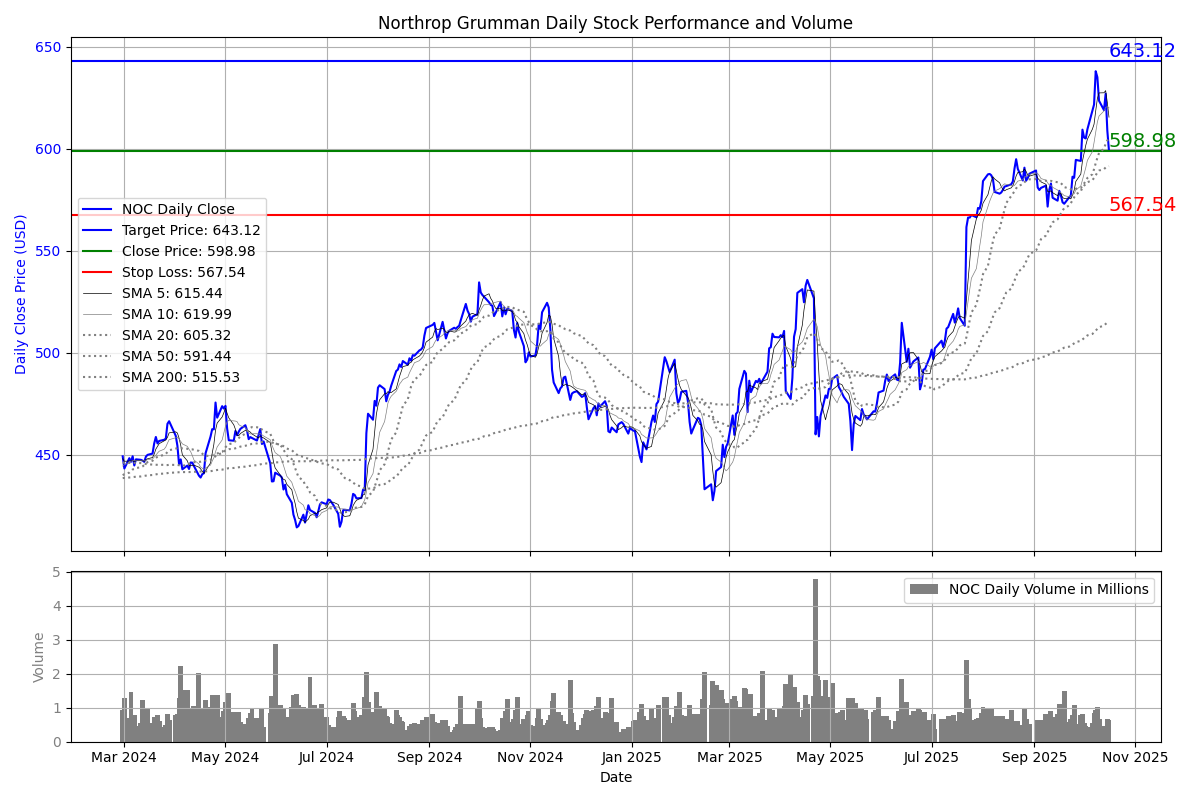 Northrop Grumman Daily Stock Performance and Volume
Daily Close Price (USD)
650
600
550
500
450
643.12
598.98
567.54
NOC Daily Close
Target Price: 643.12
Close Price: 598.98
Stop Loss: 567.54
SMA 5: 615.44
SMA 10: 619.99
SMA 20: 605.32
SMA 50: 591.44
SMA 200: 515.53
Volume
5
4
3
2
1
0
NOC Daily Volume in Millions
Mar 2024 May 2024 Jul 2024 Sep 2024 Nov 2024 Jan 2025 Mar 2025 May 2025 Jul 2025 Sep 2025 Nov 2025
Date